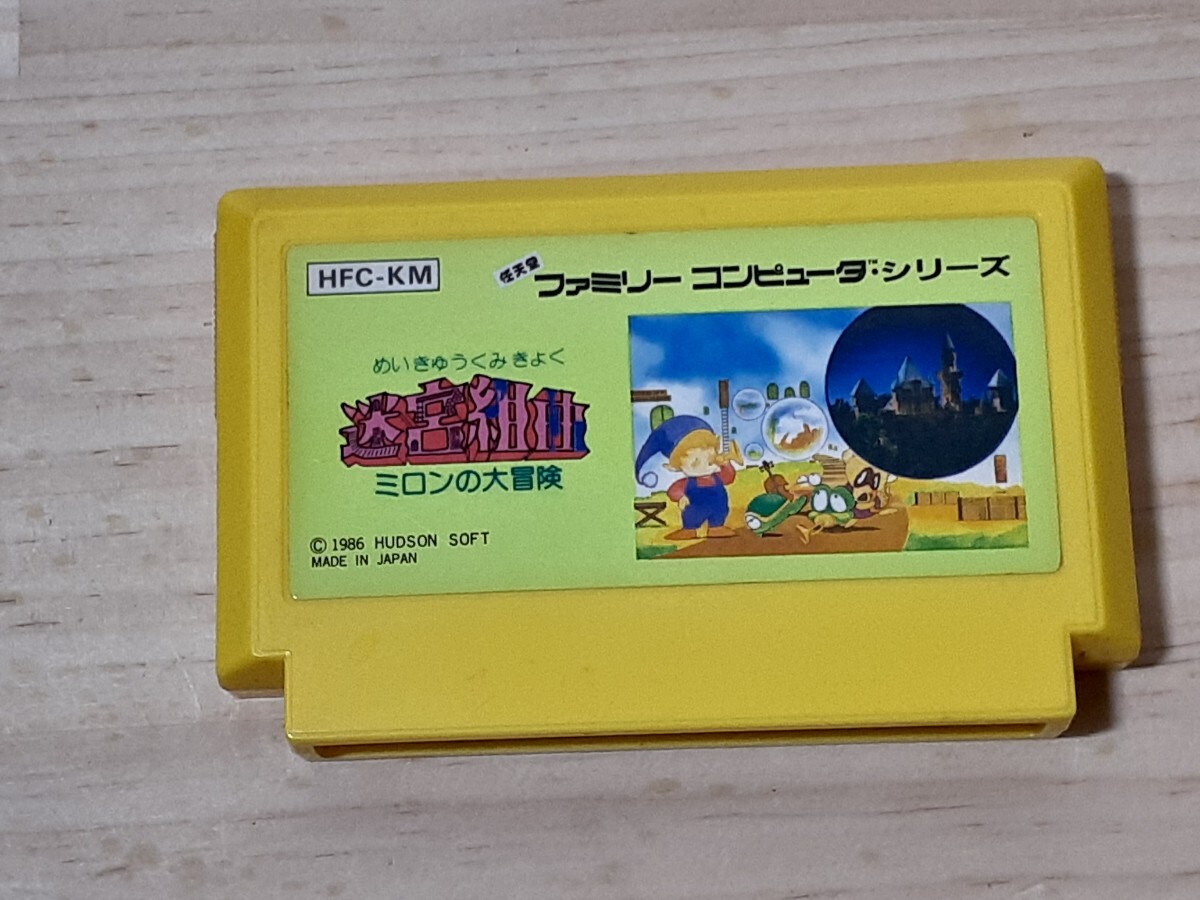 HFC-KM
任天堂 ファミリー コンピュータ™シリーズ
めいきゅうくみきょく
迷宮組曲
ミロンの大冒険
© 1986 HUDSON SOFT
MADE IN JAPAN